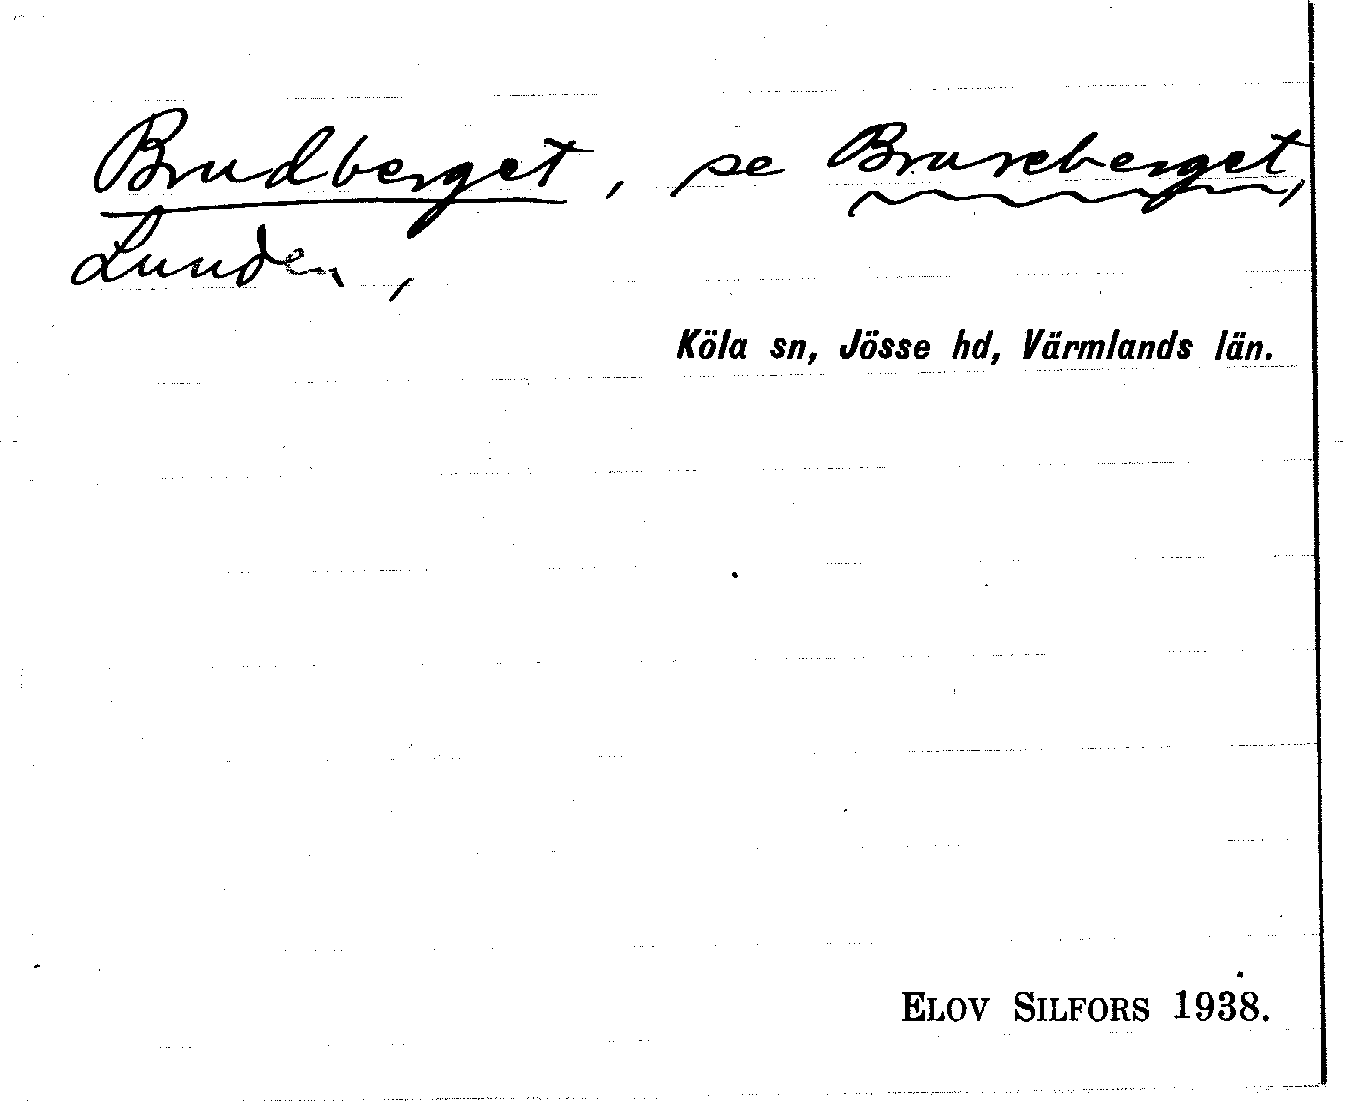 Brudberget, se Bruseberget,
Lunden,
Köla sn, Jösse hd, Värmlands län.
ELOV SILFORS 1938.